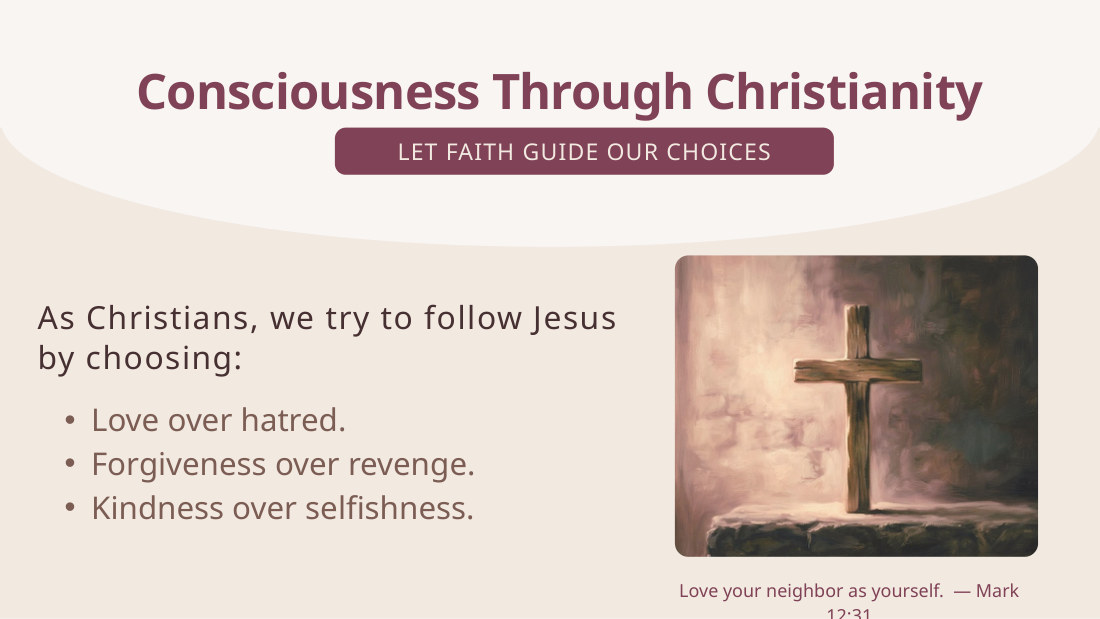 Consciousness Through Christianity
LET FAITH GUIDE OUR CHOICES
As Christians, we try to follow Jesus
by choosing:
• Love over hatred.
• Forgiveness over revenge.
• Kindness over selfishness.
Love your neighbor as yourself. — Mark
12:31